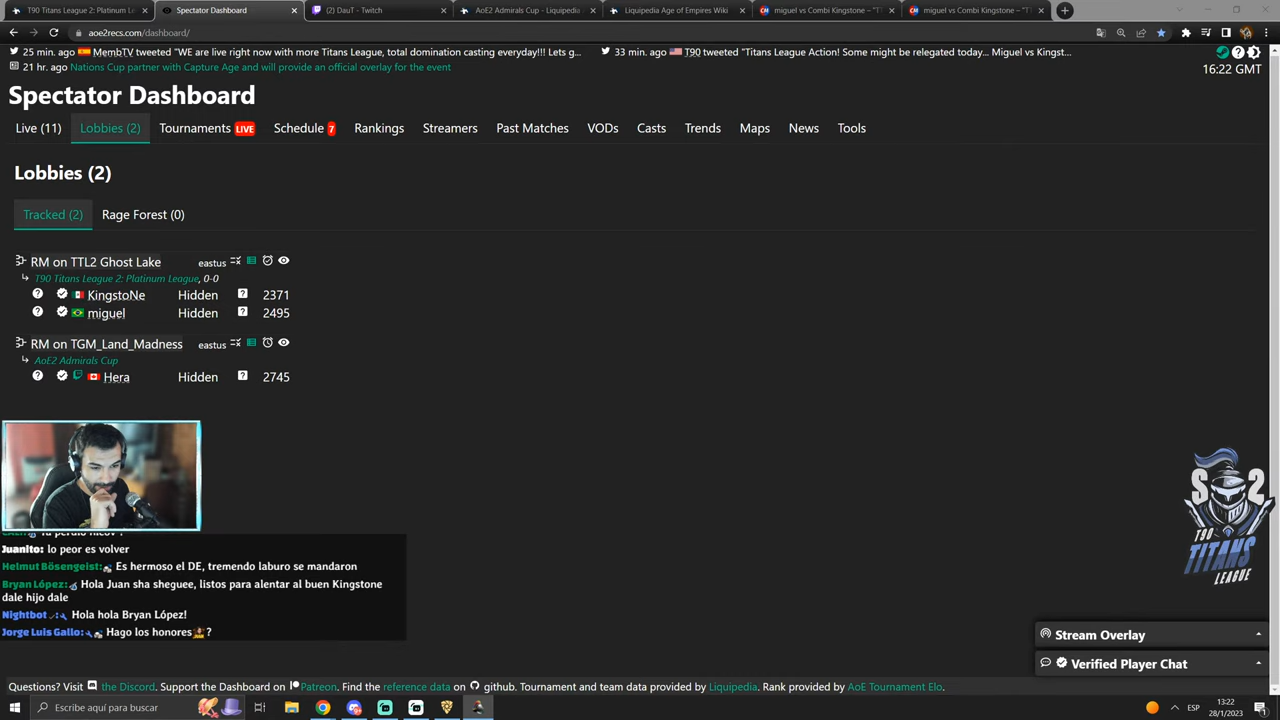 T90 Titans League 2: Platinum Le
Spectator Dashboard
(2) DauT - Twitch
AoE2 Admirals Cup - Liquipedia
Liquipedia Age of Empires Wiki
miguel vs Combi Kingstone – "T
miguel vs Combi Kingstone – "T
aoe2recs.com/dashboard/
25 min. ago MembTV tweeted "WE are live right now with more Titans League, total domination casting everyday!!! Lets g...
33 min. ago T90 tweeted "Titans League Action! Some might be relegated today... Miguel vs Kingst...
21 hr. ago Nations Cup partner with Capture Age and will provide an official overlay for the event
16:22 GMT
Spectator Dashboard
Live (11) Lobbies (2) Tournaments LIVE Schedule 7 Rankings Streamers Past Matches VODs Casts Trends Maps News Tools
Lobbies (2)
Tracked (2) Rage Forest (0)
RM on TTL2 Ghost Lake eastus
T90 Titans League 2: Platinum League, 0-0
KingstoNe Hidden 2371
miguel Hidden 2495
RM on TGM_Land_Madness eastus
AoE2 Admirals Cup
Hera Hidden 2745
Juanito: lo peor es volver
Helmut Bösengeist: Es hermoso el DE, tremendo laburo se mandaron
Bryan López: Hola Juan sha sheguee, listos para alentar al buen Kingstone
dale hijo dale
Nightbot : Hola hola Bryan López!
Jorge Luis Gallo: Hago los honores ?
S 2
T90
TITANS
LEAGUE
Stream Overlay
Verified Player Chat
Questions? Visit the Discord. Support the Dashboard on Patreon. Find the reference data on github. Tournament and team data provided by Liquipedia. Rank provided by AoE Tournament Elo.
Escribe aquí para buscar
ESP
13:22
28/1/2023
1